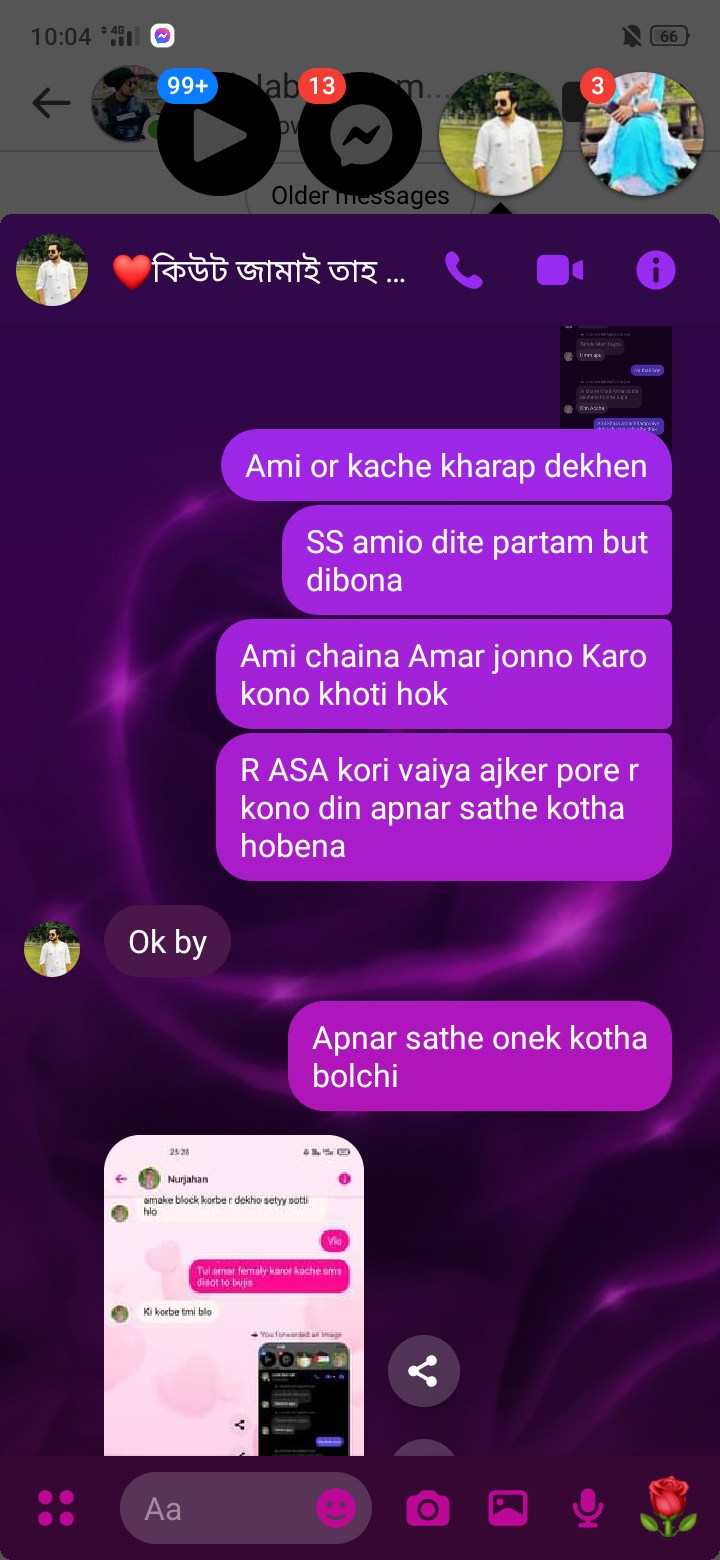 10:04
4G
66
99+
13
3
Older messages
❤️কিউট জামাই তাহ ...
Ami or kache kharap dekhen
SS amio dite partam but
dibona
Ami chaina Amar jonno Karo
kono khoti hok
R ASA kori vaiya ajker pore r
kono din apnar sathe kotha
hobena
Ok by
Apnar sathe onek kotha
bolchi
23:28
Nurjahan
amake block korbe r dekho setyy sotti
hlo
Vlo
Tui amar femaly karor kache sms
disot to bujis
Ki korbe tmi blo
You forwarded an image
Aa